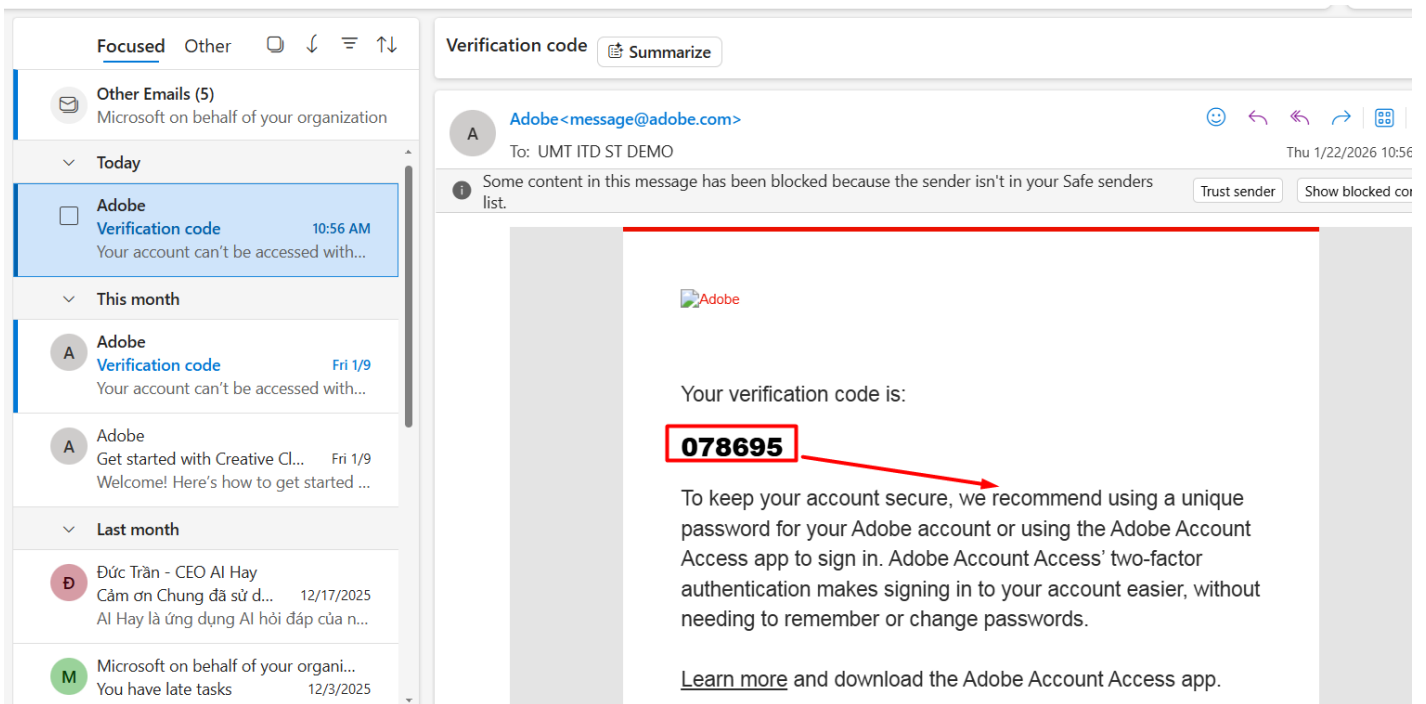 Focused Other
Other Emails (5)
Microsoft on behalf of your organization
Today
Adobe
Verification code 10:56 AM
Your account can’t be accessed with...
This month
A
Adobe
Verification code Fri 1/9
Your account can’t be accessed with...
A
Adobe
Get started with Creative Cl... Fri 1/9
Welcome! Here’s how to get started ...
Last month
Đ
Đức Trần - CEO AI Hay
Cảm ơn Chung đã sử d... 12/17/2025
AI Hay là ứng dụng AI hỏi đáp của n...
M
Microsoft on behalf of your organi...
You have late tasks 12/3/2025
Verification code Summarize
A
Adobe<message@adobe.com>
To: UMT ITD ST DEMO
Thu 1/22/2026 10:56
Some content in this message has been blocked because the sender isn't in your Safe senders
list.
Trust sender Show blocked cor
Adobe
Your verification code is:
078695
To keep your account secure, we recommend using a unique
password for your Adobe account or using the Adobe Account
Access app to sign in. Adobe Account Access’ two-factor
authentication makes signing in to your account easier, without
needing to remember or change passwords.
Learn more and download the Adobe Account Access app.